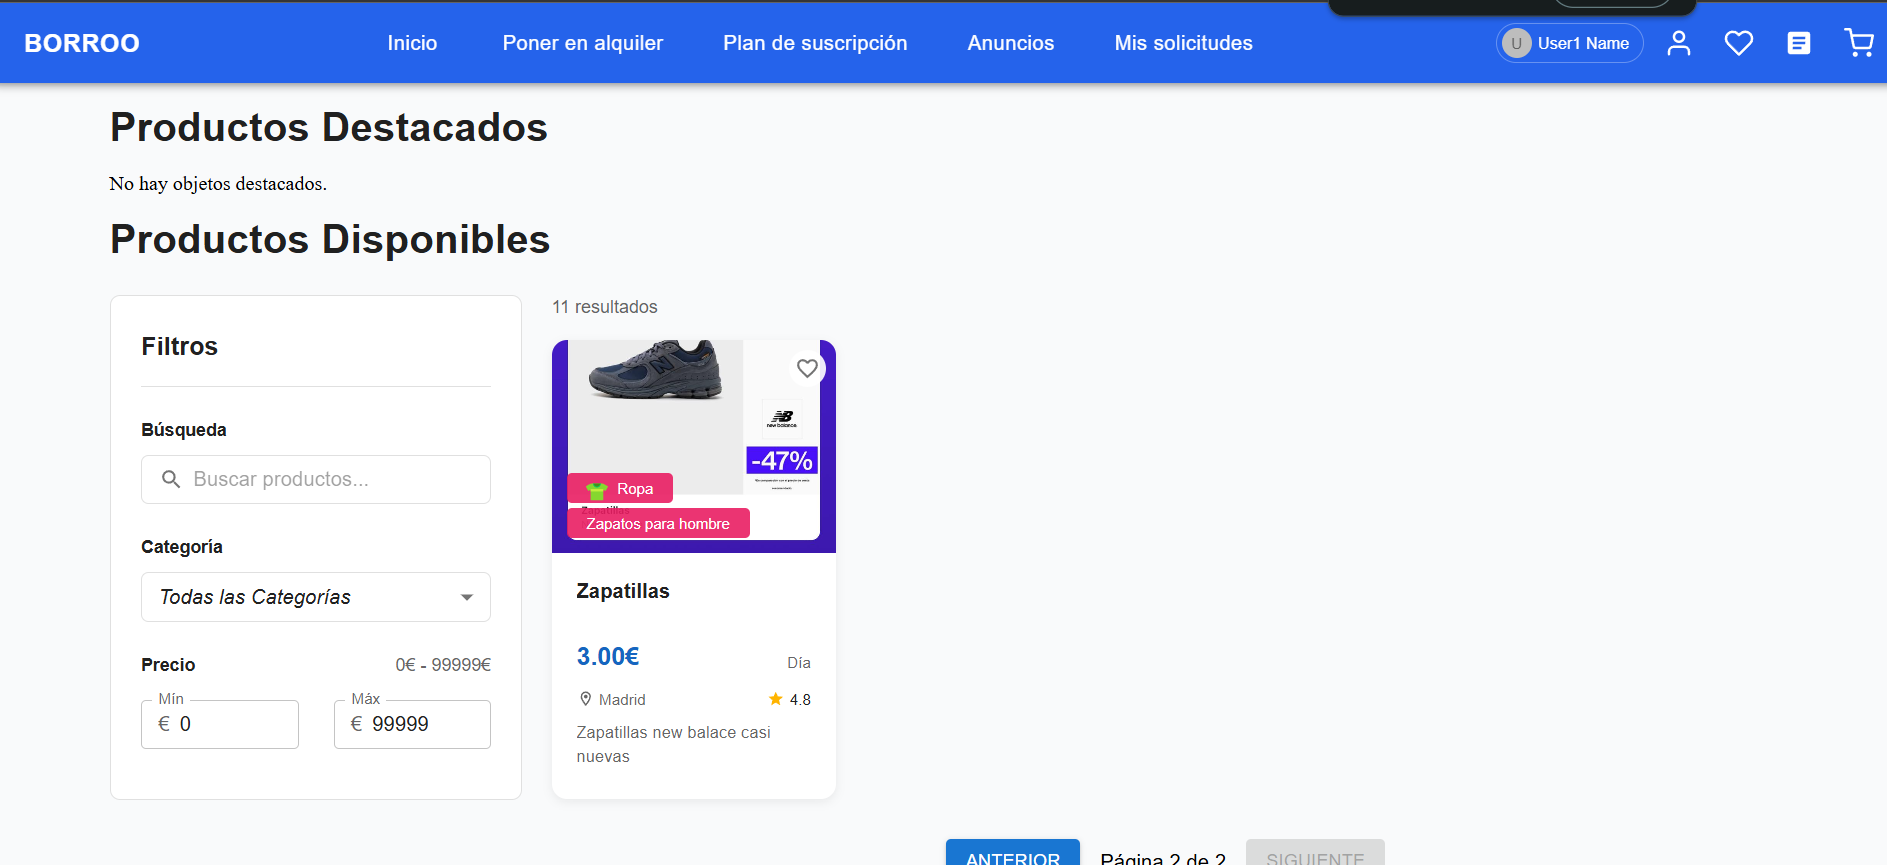 BORROO
Inicio
Poner en alquiler
Plan de suscripción
Anuncios
Mis solicitudes
U
User1 Name
Productos Destacados
No hay objetos destacados.
Productos Disponibles
Filtros
Búsqueda
Buscar productos...
Categoría
Todas las Categorías
Precio
0€ - 99999€
Mín
€ 0
Máx
€ 99999
11 resultados
new balance
-47%
Ropa
Zapatillas
Zapatos para hombre
Zapatillas
3.00€
Día
Madrid
4.8
Zapatillas new balace casi
nuevas
ANTERIOR
Página 2 de 2
SIGUIENTE